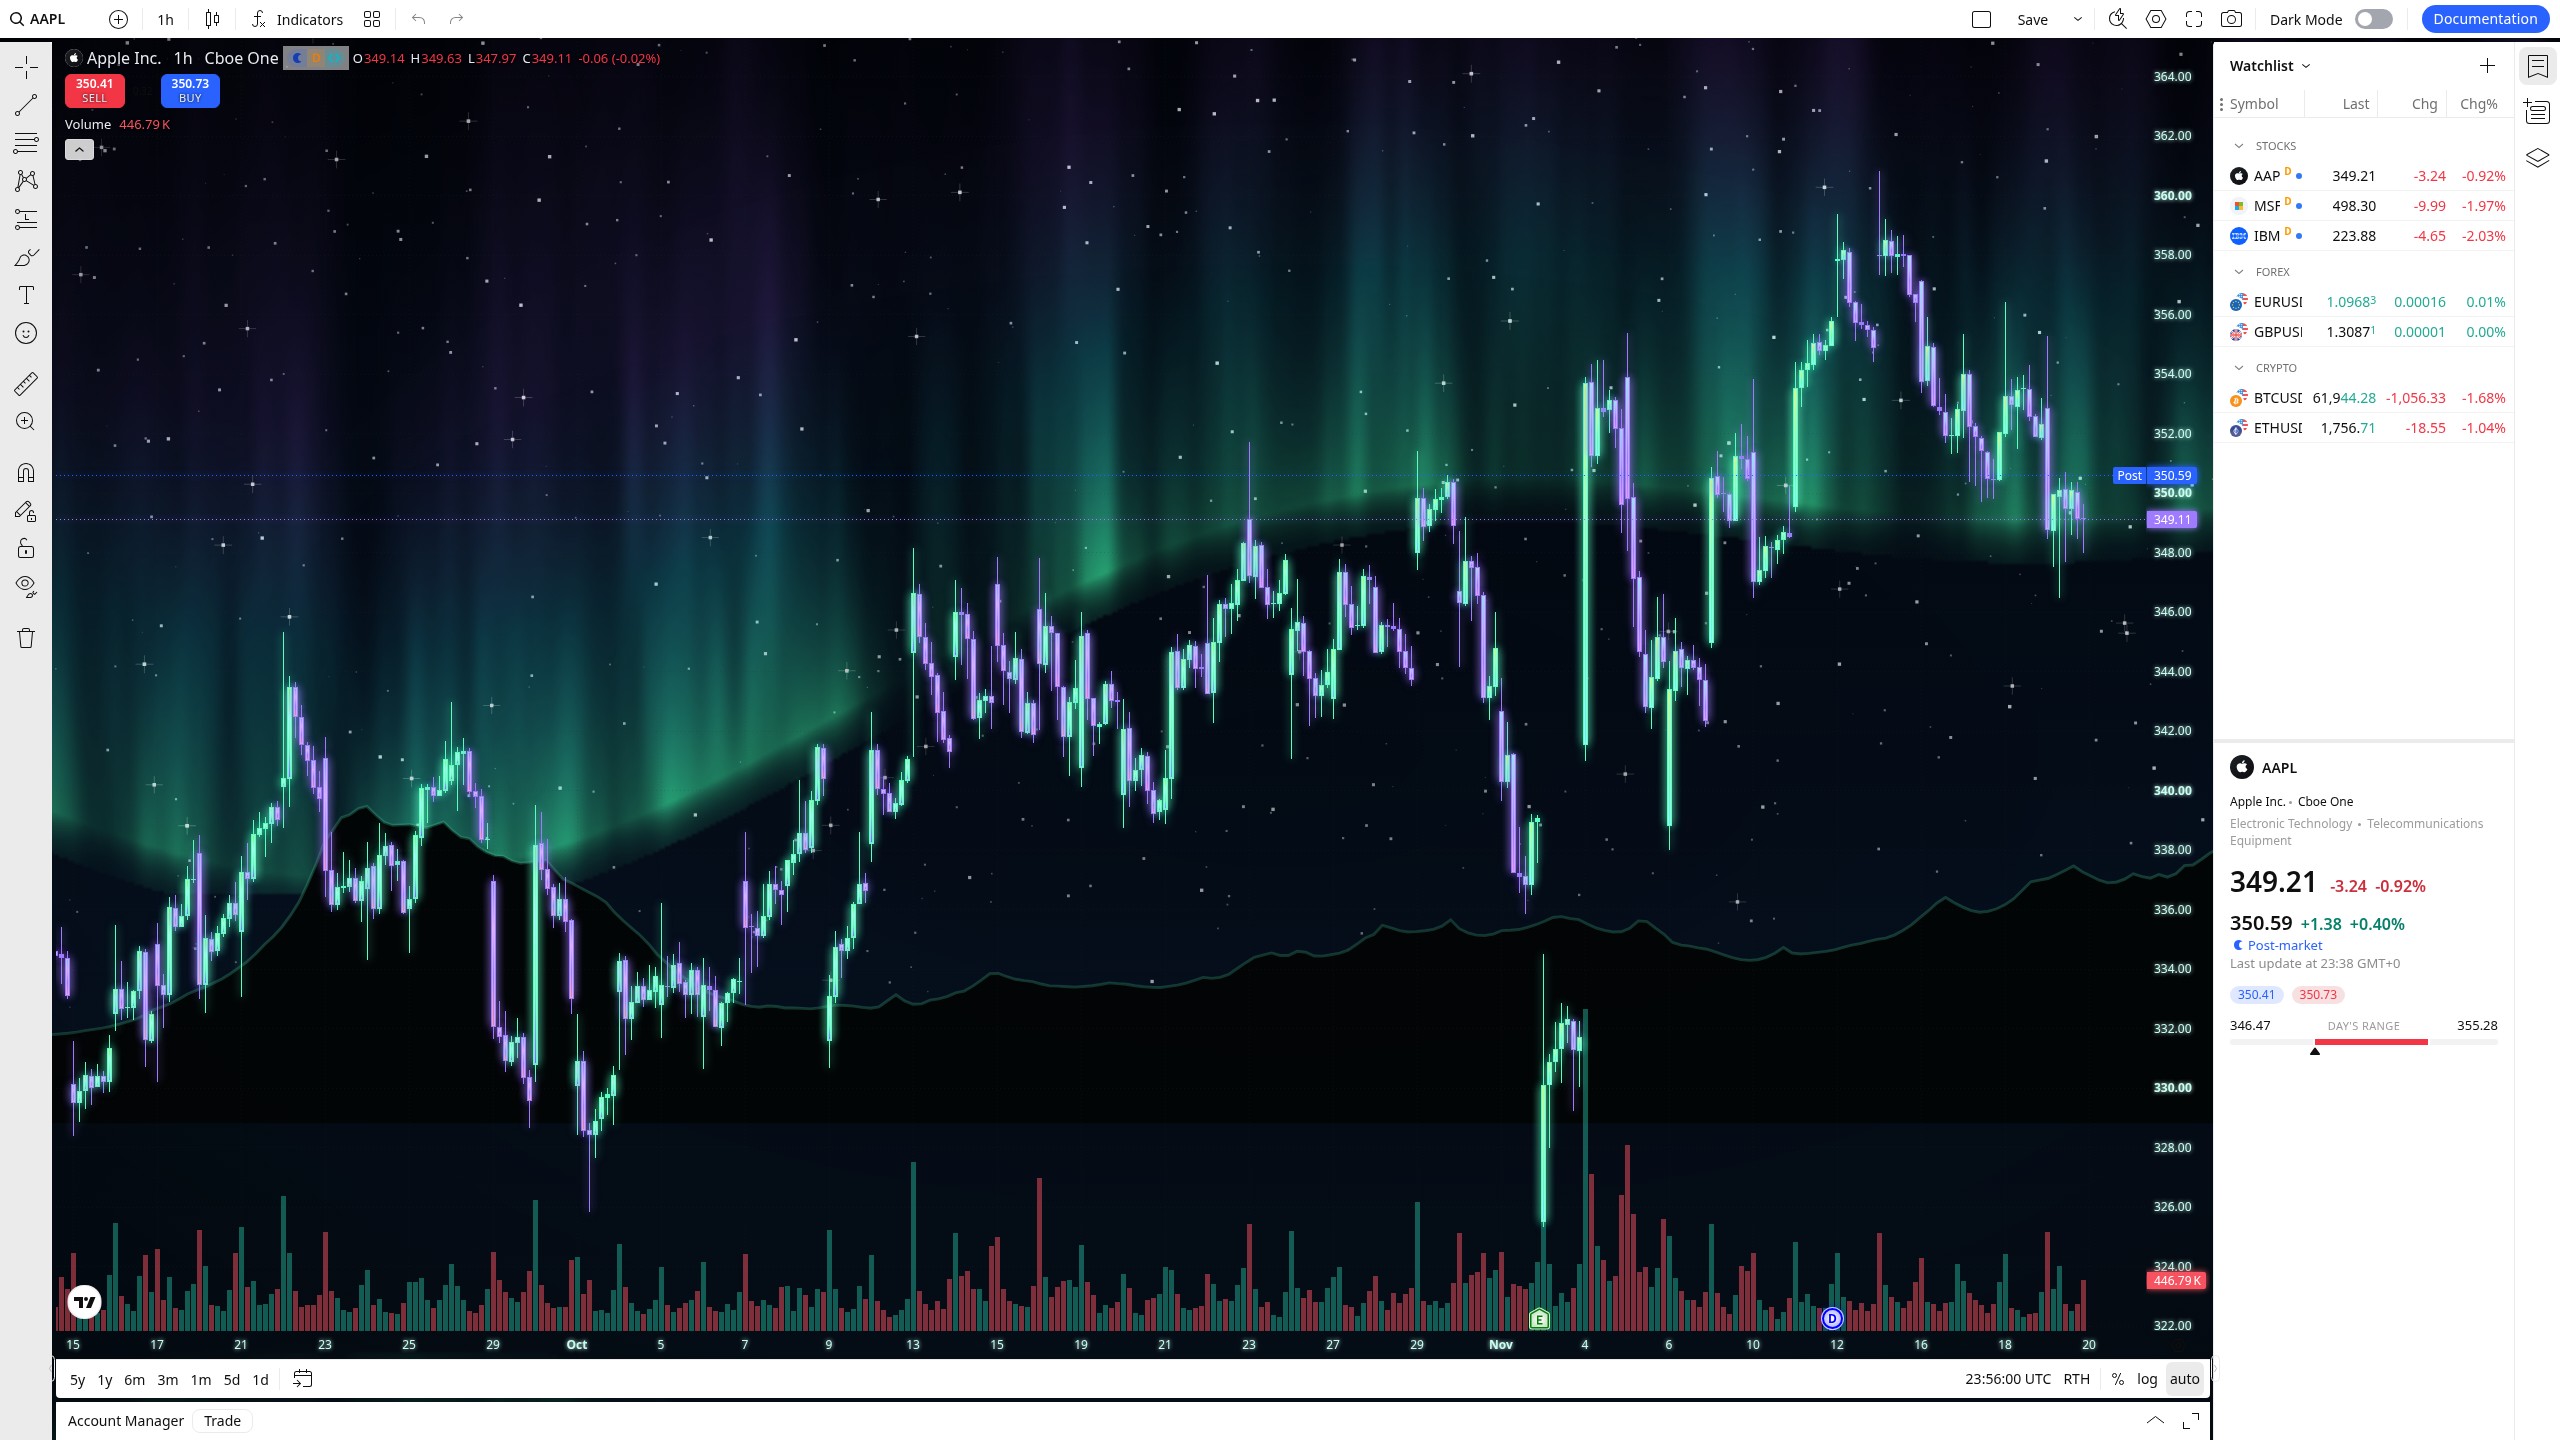 AAPL 1h Indicators Save Dark Mode Documentation
Apple Inc. 1h Cboe One D O349.14 H349.63 L347.97 C349.11 -0.06 (-0.02%)
350.41 350.73
SELL BUY
Volume 446.79 K
364.00
362.00
360.00
358.00
356.00
354.00
352.00
Post 350.59
350.00
349.11
348.00
346.00
344.00
342.00
340.00
338.00
336.00
334.00
332.00
330.00
328.00
326.00
324.00
446.79 K
322.00
E D
15 17 21 23 25 29 Oct 5 7 9 13 15 19 21 23 27 29 Nov 4 6 10 12 16 18 20
5y 1y 6m 3m 1m 5d 1d 23:56:00 UTC RTH % log auto
Account Manager Trade
Watchlist
Symbol Last Chg Chg%
STOCKS
AAP D 349.21 -3.24 -0.92%
MSF D 498.30 -9.99 -1.97%
IBM D 223.88 -4.65 -2.03%
FOREX
EURUSI 1.09683 0.00016 0.01%
GBPUSI 1.30871 0.00001 0.00%
CRYPTO
BTCUSI 61,944.28 -1,056.33 -1.68%
ETHUSI 1,756.71 -18.55 -1.04%
AAPL
Apple Inc. • Cboe One
Electronic Technology • Telecommunications
Equipment
349.21 -3.24 -0.92%
350.59 +1.38 +0.40%
Post-market
Last update at 23:38 GMT+0
350.41 350.73
346.47 DAY'S RANGE 355.28